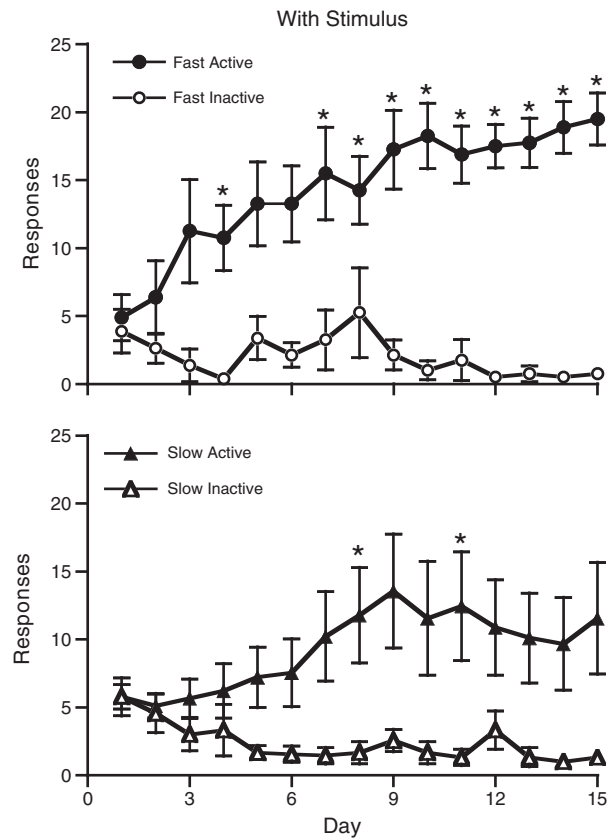 With Stimulus
25
Fast Active
Fast Inactive
20
15
10
5
0
Responses
* * * * * * * * * *
25
Slow Active
Slow Inactive
20
15
10
5
0
Responses
* *
0 3 6 9 12 15
Day